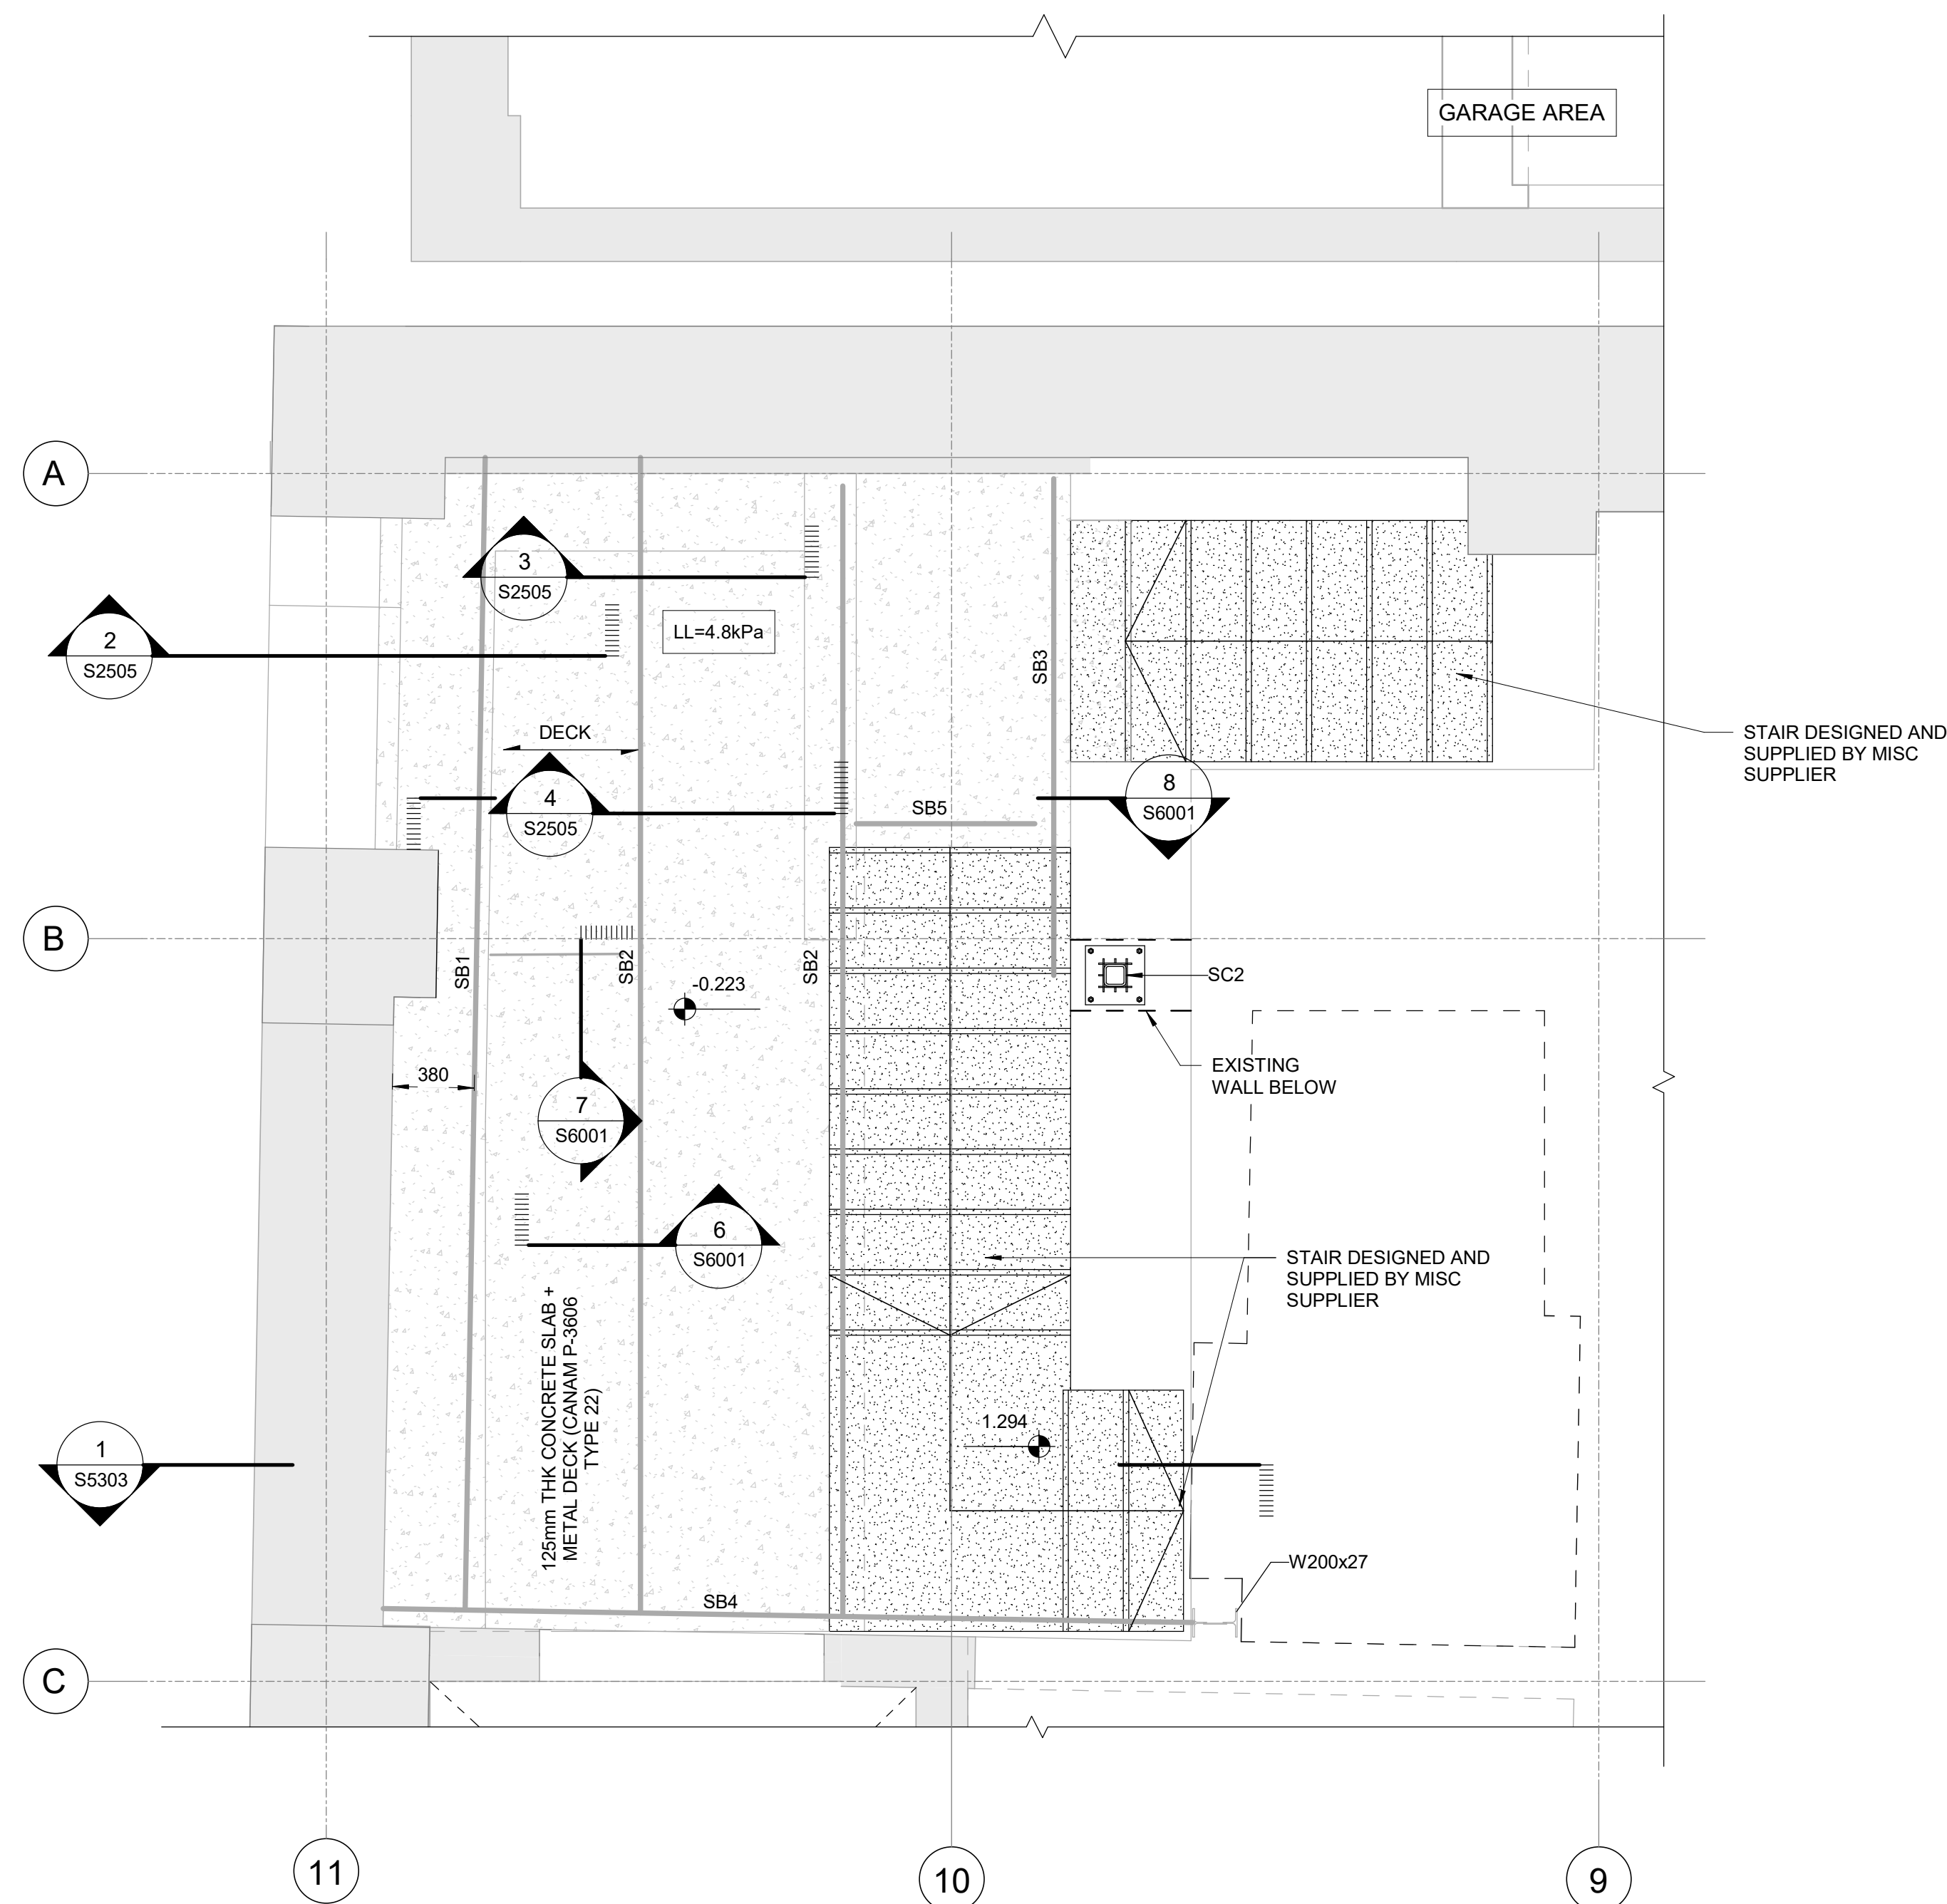 GARAGE AREA
A
3
S2505
2
S2505
LL=4.8kPa
SB3
STAIR DESIGNED AND
SUPPLIED BY MISC
SUPPLIER
DECK
4
S2505
8
S6001
SB5
B
SB1
SB2
SB2
-0.223
SC2
380
EXISTING
WALL BELOW
7
S6001
6
S6001
STAIR DESIGNED AND
SUPPLIED BY MISC
SUPPLIER
125mm THK CONCRETE SLAB +
METAL DECK (CANAM P-3606
TYPE 22)
1.294
1
S5303
W200x27
SB4
C
11
10
9